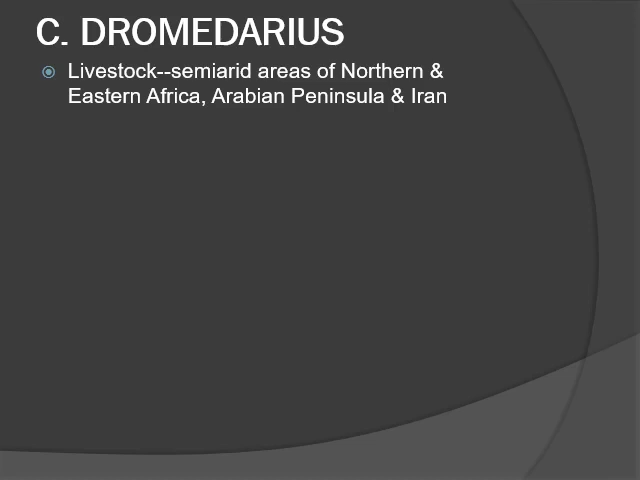 C. DROMEDARIUS
Livestock--semiarid areas of Northern &
Eastern Africa, Arabian Peninsula & Iran